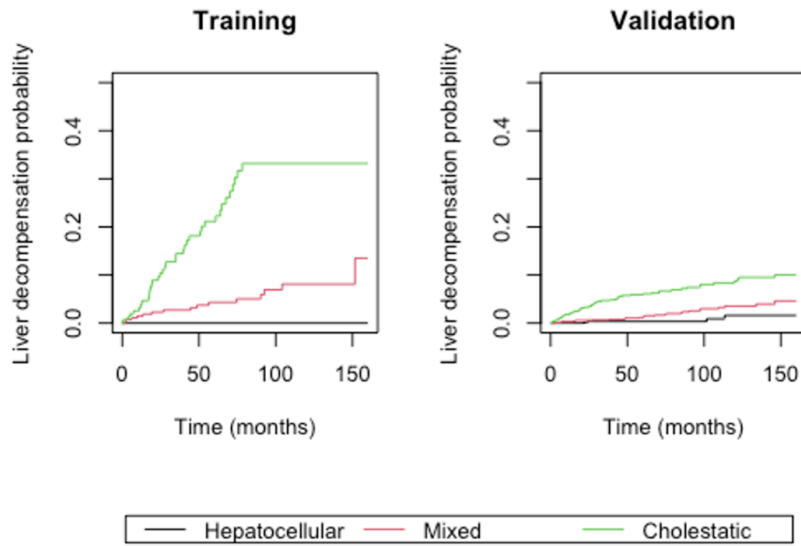 Training
Liver decompensation probability
0.4
0.2
0.0
0 50 100 150
Time (months)
Validation
Liver decompensation probability
0.4
0.2
0.0
0 50 100 150
Time (months)
Hepatocellular Mixed Cholestatic